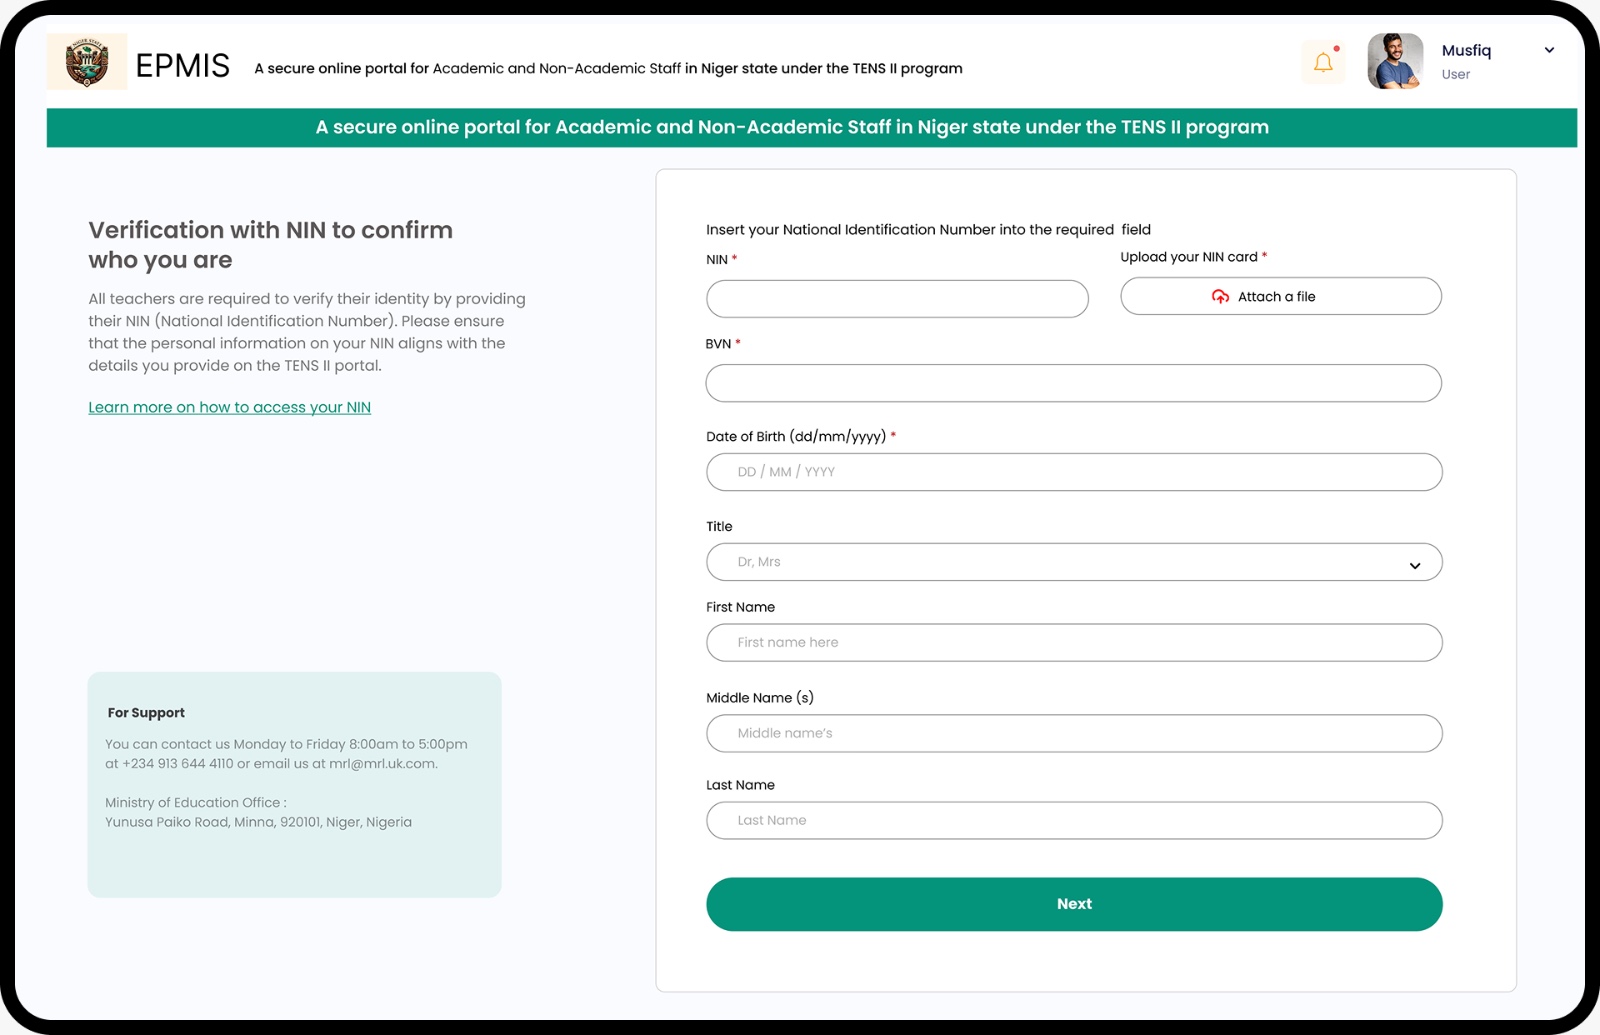 NIGER STATE
EPMIS
A secure online portal for Academic and Non-Academic Staff in Niger state under the TENS II program
Musfiq
User
A secure online portal for Academic and Non-Academic Staff in Niger state under the TENS II program
Verification with NIN to confirm
who you are
All teachers are required to verify their identity by providing
their NIN (National Identification Number). Please ensure
that the personal information on your NIN aligns with the
details you provide on the TENS II portal.
Learn more on how to access your NIN
For Support
You can contact us Monday to Friday 8:00am to 5:00pm
at +234 913 644 4110 or email us at mrl@mrl.uk.com.
Ministry of Education Office :
Yunusa Paiko Road, Minna, 920101, Niger, Nigeria
Insert your National Identification Number into the required field
NIN *
Upload your NIN card *
Attach a file
BVN *
Date of Birth (dd/mm/yyyy) *
DD / MM / YYYY
Title
Dr, Mrs
First Name
First name here
Middle Name (s)
Middle name's
Last Name
Last Name
Next